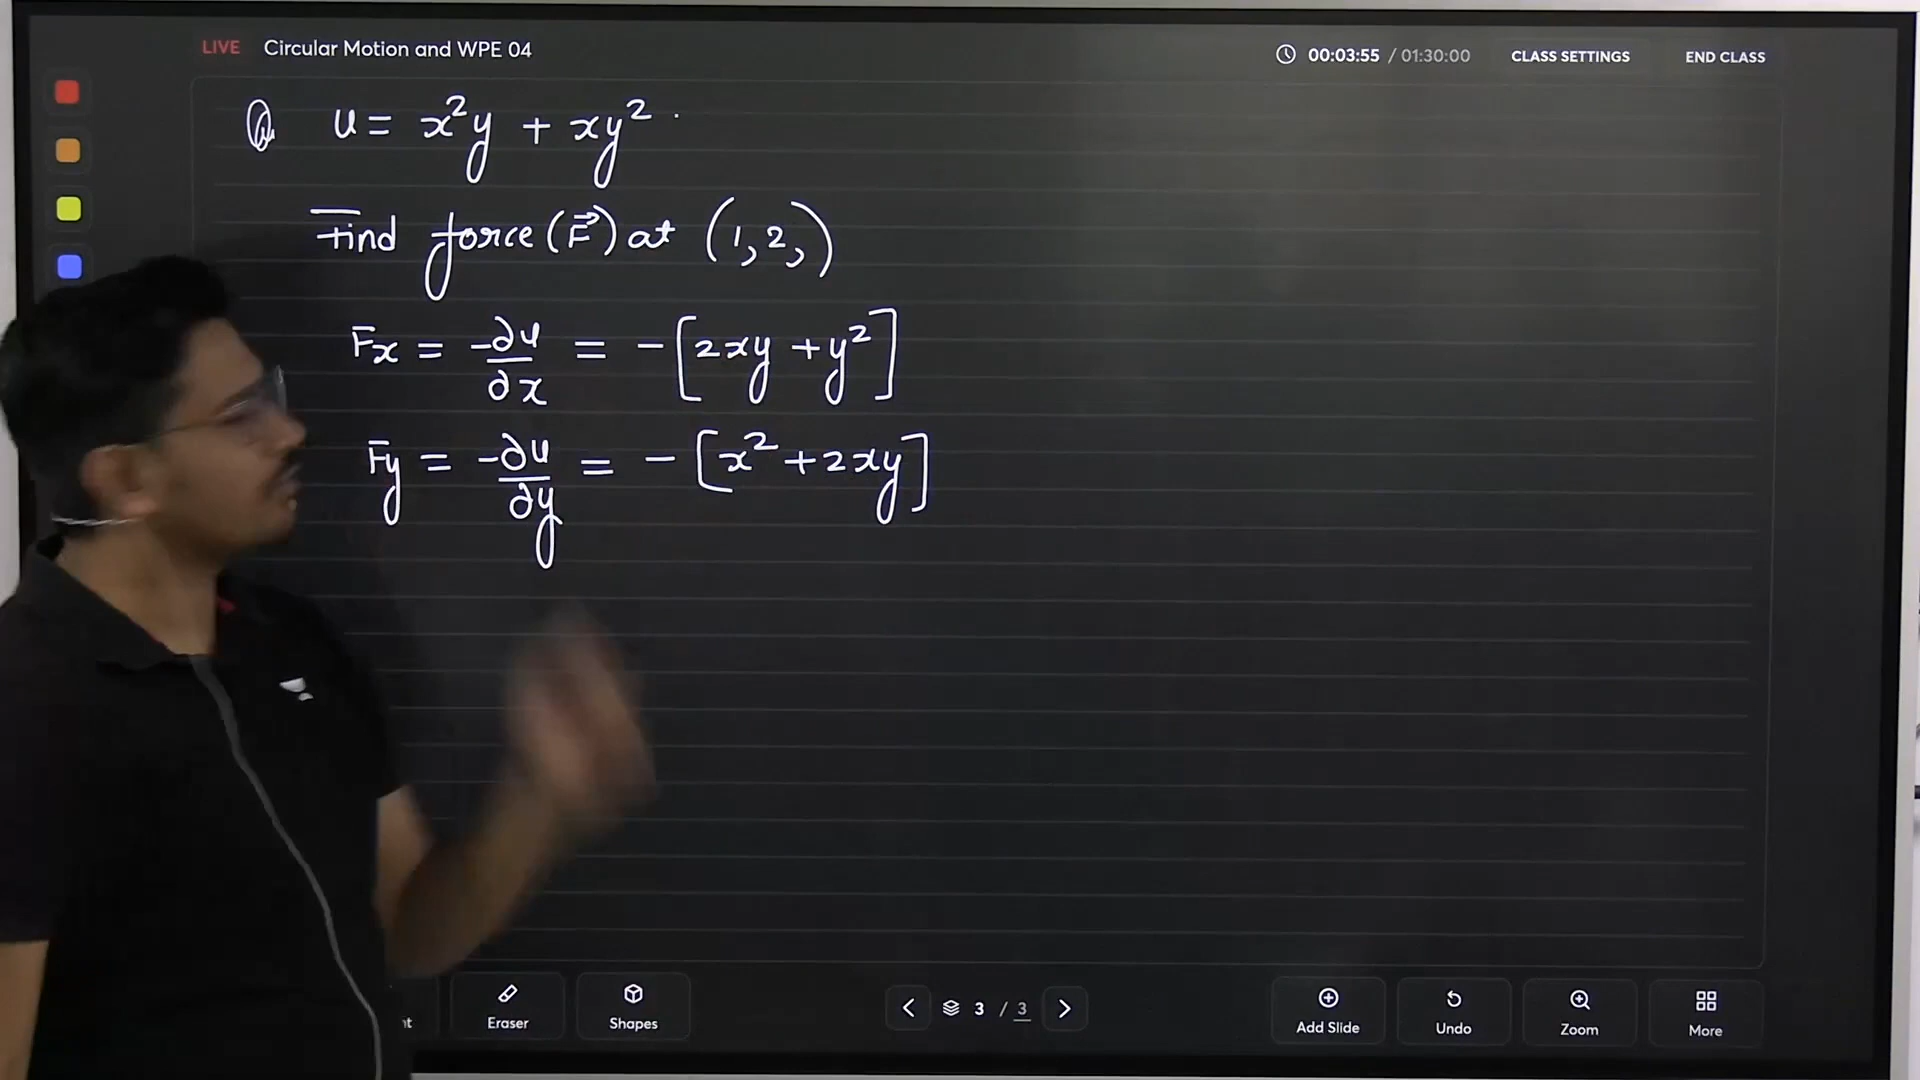 LIVE Circular Motion and WPE 04 00:03:55 / 01:30:00 CLASS SETTINGS END CLASS
Q u = x²y + xy²
Find force (F⃗) at (1, 2,)
Fx = -∂u/∂x = - [2xy + y²]
Fy = -∂u/∂y = - [x² + 2xy]
nt Eraser Shapes 3 / 3 Add Slide Undo Zoom More